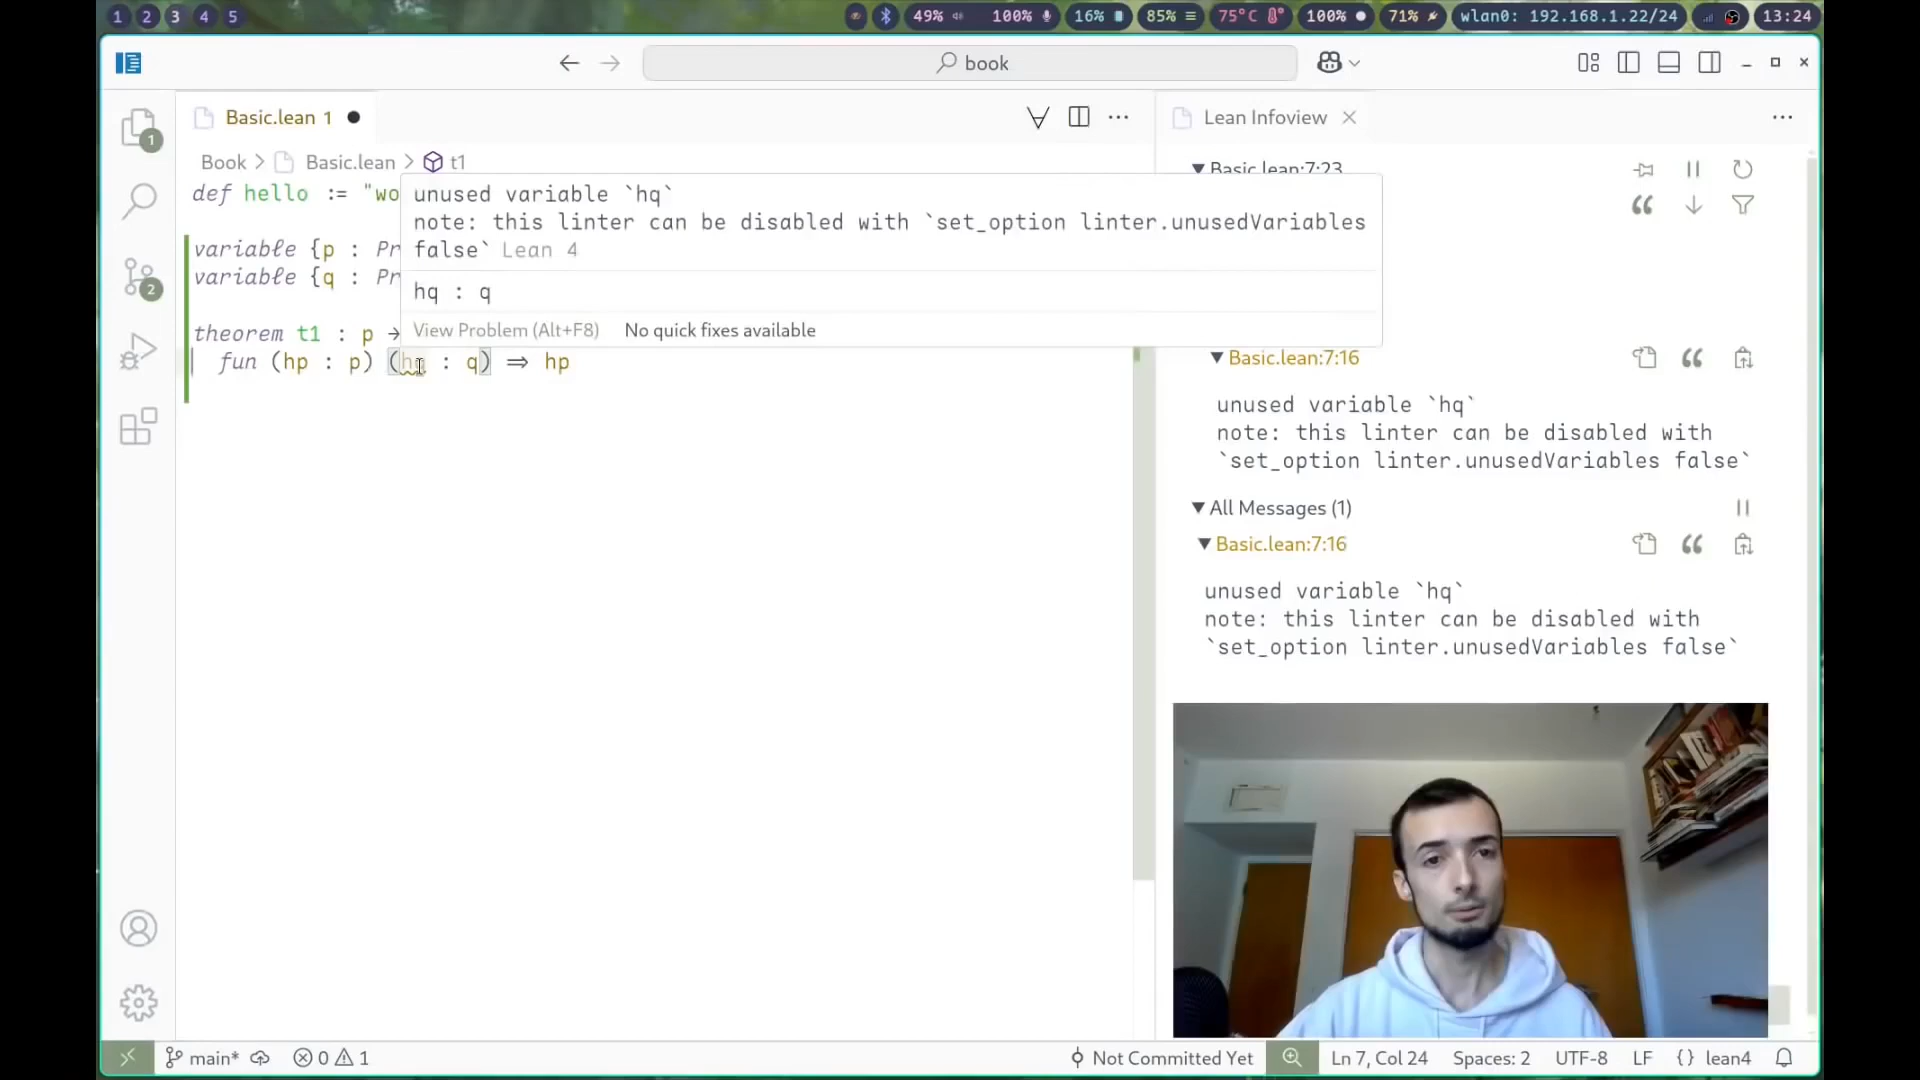 1 2 3 4 5 49% 100% 16% 85% 75°C 100% 71% wlan0: 192.168.1.22/24 13:24
book
Basic.lean 1
Lean Infoview
Book > Basic.lean > t1
def hello := "wo
variable {p : Pr
variable {q : Pr
theorem t1 : p →
fun (hp : p) (hq : q) ⇒ hp
unused variable `hq`
note: this linter can be disabled with `set_option linter.unusedVariables
false` Lean 4
hq : q
View Problem (Alt+F8) No quick fixes available
1
2
Basic.lean:7:23
Basic.lean:7:16
unused variable `hq`
note: this linter can be disabled with
`set_option linter.unusedVariables false`
All Messages (1)
Basic.lean:7:16
unused variable `hq`
note: this linter can be disabled with
`set_option linter.unusedVariables false`
main* 0 1 Not Committed Yet Ln 7, Col 24 Spaces: 2 UTF-8 LF {} lean4